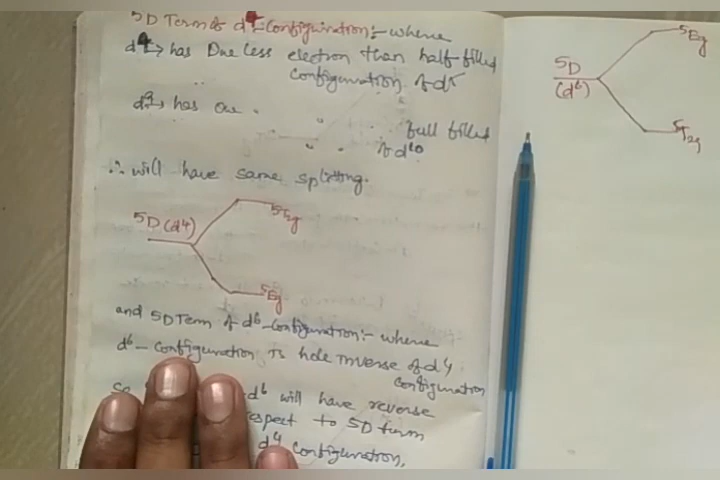 5D Term of d4-Configuration:- where
d4→ has One less electron than half-filled
Configuration of d5
d9→ has one " " "
full filled
" of d10
∴ will have same splitting.
5D (d4)
5T2g
5Eg
and 5D Term of d6-Configuration:- where
d6- Configuration is hole inverse of d4
Configuration
So
d6 will have reverse
respect to 5D term
d4 Configuration,
5Eg
5D
(d6)
5T2g